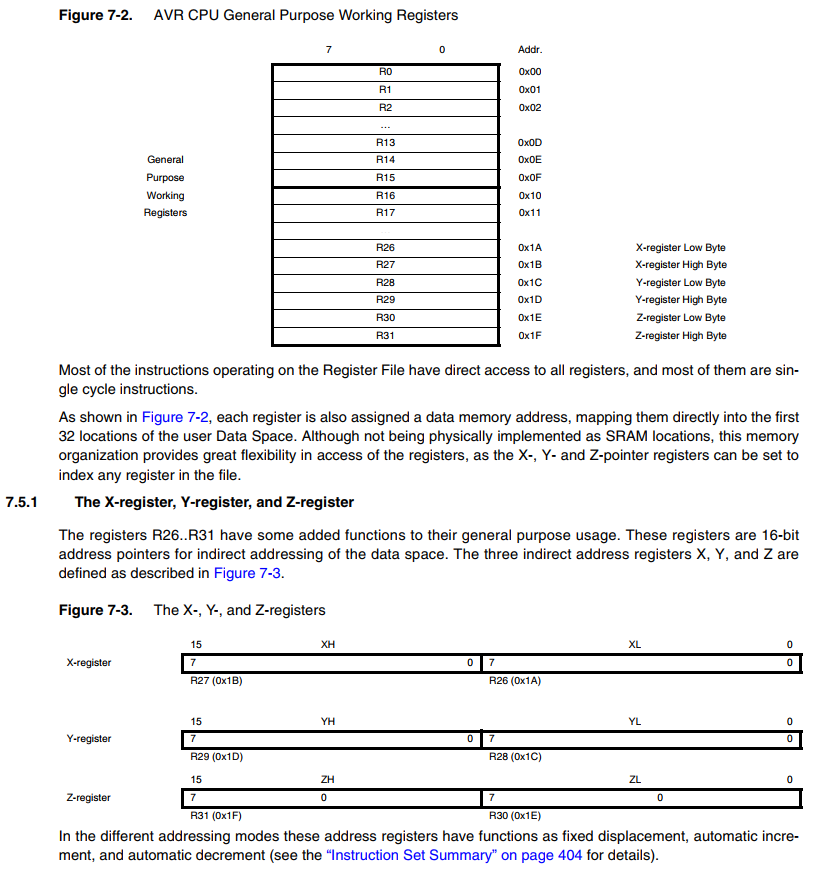 Figure 7-2. AVR CPU General Purpose Working Registers
7 0 Addr.
R0 0x00
R1 0x01
R2 0x02
…
R13 0x0D
General R14 0x0E
Purpose R15 0x0F
Working R16 0x10
Registers R17 0x11
R26 0x1A X-register Low Byte
R27 0x1B X-register High Byte
R28 0x1C Y-register Low Byte
R29 0x1D Y-register High Byte
R30 0x1E Z-register Low Byte
R31 0x1F Z-register High Byte
Most of the instructions operating on the Register File have direct access to all registers, and most of them are sin-
gle cycle instructions.
As shown in Figure 7-2, each register is also assigned a data memory address, mapping them directly into the first
32 locations of the user Data Space. Although not being physically implemented as SRAM locations, this memory
organization provides great flexibility in access of the registers, as the X-, Y- and Z-pointer registers can be set to
index any register in the file.
7.5.1 The X-register, Y-register, and Z-register
The registers R26..R31 have some added functions to their general purpose usage. These registers are 16-bit
address pointers for indirect addressing of the data space. The three indirect address registers X, Y, and Z are
defined as described in Figure 7-3.
Figure 7-3. The X-, Y-, and Z-registers
15 XH XL 0
X-register 7 0 7 0
R27 (0x1B) R26 (0x1A)
15 YH YL 0
Y-register 7 0 7 0
R29 (0x1D) R28 (0x1C)
15 ZH ZL 0
Z-register 7 0 7 0
R31 (0x1F) R30 (0x1E)
In the different addressing modes these address registers have functions as fixed displacement, automatic incre-
ment, and automatic decrement (see the “Instruction Set Summary” on page 404 for details).